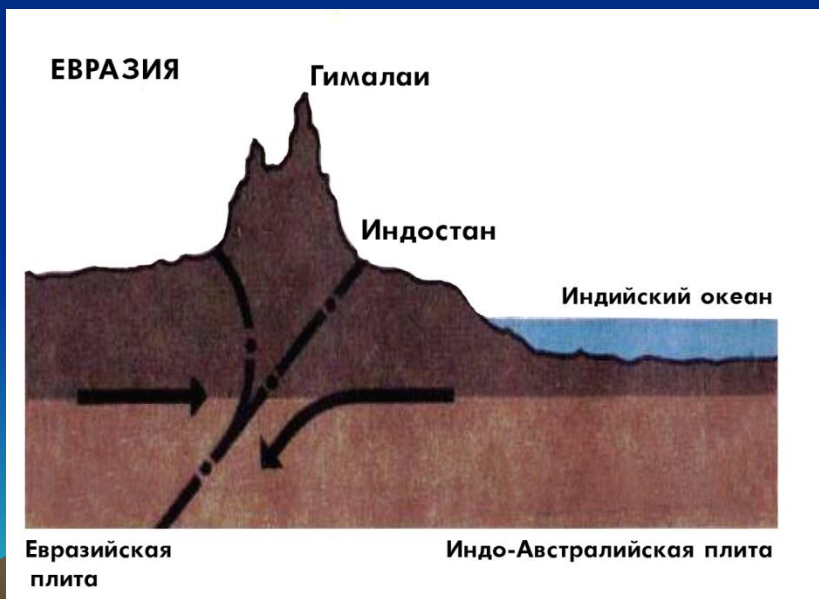 ЕВРАЗИЯ
Гималаи
Индостан
Индийский океан
Евразийская
плита
Индо-Австралийская плита